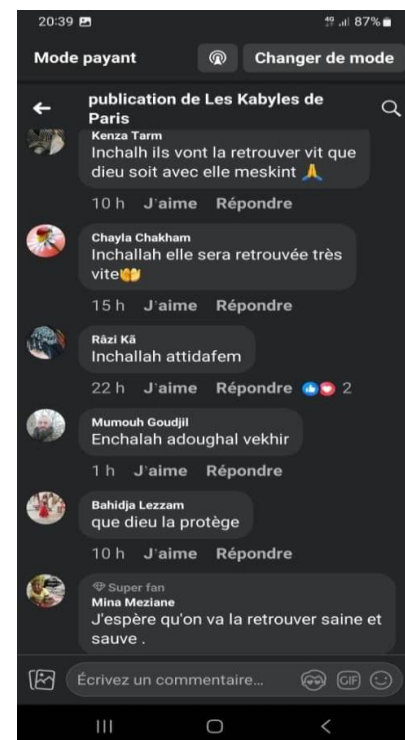 20:39
4G 87%
Mode payant
Changer de mode
publication de Les Kabyles de
Paris
Kenza Tarm
Inchalh ils vont la retrouver vit que
dieu soit avec elle meskint 🙏
10 h J'aime Répondre
Chayla Chakham
Inchallah elle sera retrouvée très
vite🤲
15 h J'aime Répondre
Râzi Kã
Inchallah attidafem
22 h J'aime Répondre 2
Mumouh Goudjil
Enchalah adoughal vekhir
1 h J'aime Répondre
Bahidja Lezzam
que dieu la protège
10 h J'aime Répondre
Super fan
Mina Meziane
J'espère qu'on va la retrouver saine et
sauve .
Écrivez un commentaire...
GIF